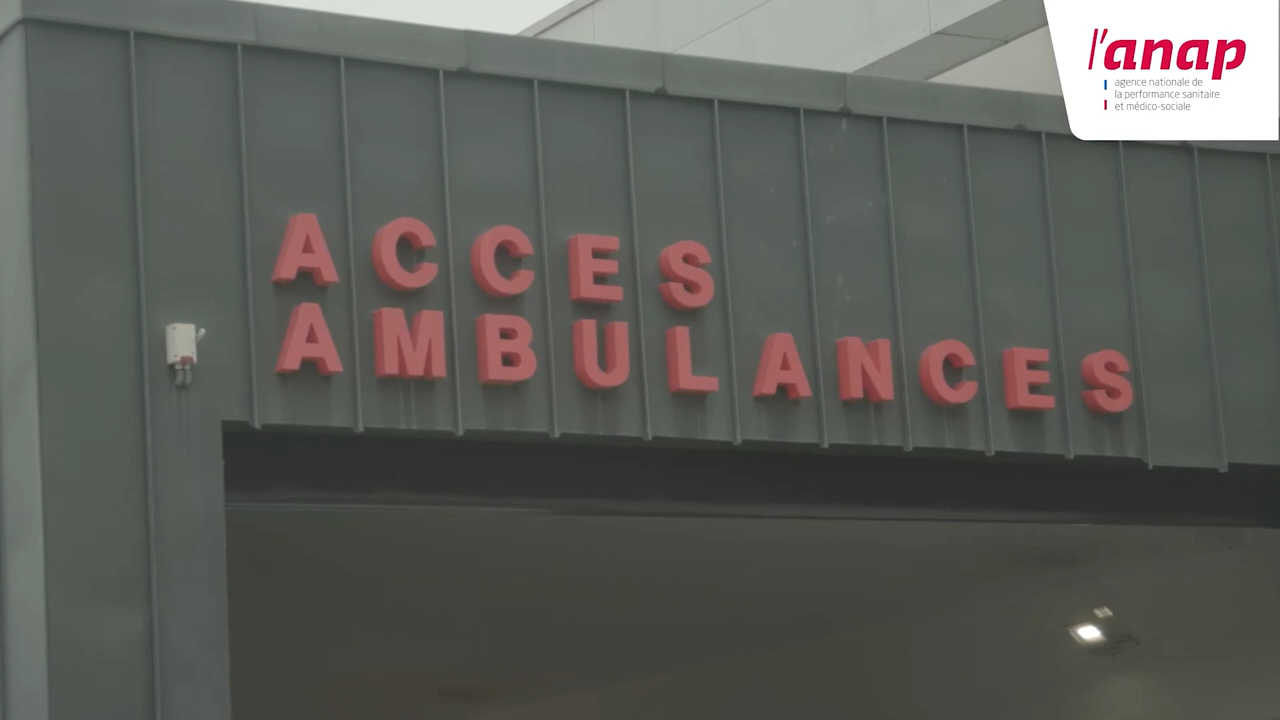 l'anap
agence nationale de
la performance sanitaire
et médico-sociale
ACCES
AMBULANCES